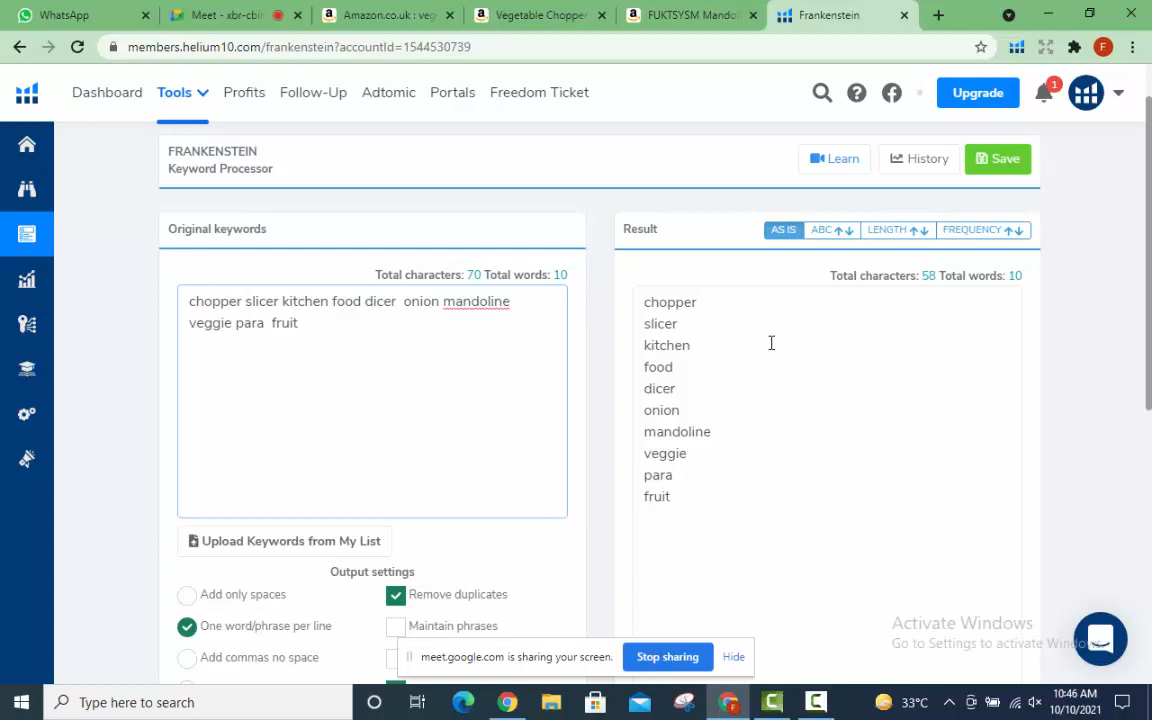 WhatsApp
Meet - xbr-cbir
Amazon.co.uk : veg
Vegetable Chopper
FUKTSYSM Mandol
Frankenstein
members.helium10.com/frankenstein?accountId=1544530739
F
Dashboard
Tools
Profits
Follow-Up
Adtomic
Portals
Freedom Ticket
Upgrade
1
FRANKENSTEIN
Keyword Processor
Learn
History
Save
Original keywords
Total characters: 70 Total words: 10
chopper slicer kitchen food dicer  onion mandoline
veggie para  fruit
Upload Keywords from My List
Output settings
Add only spaces
Remove duplicates
One word/phrase per line
Maintain phrases
Add commas no space
Result
AS IS
ABC
LENGTH
FREQUENCY
Total characters: 58 Total words: 10
chopper
slicer
kitchen
food
dicer
onion
mandoline
veggie
para
fruit
Activate Windows
Go to Settings to activate Windows.
meet.google.com is sharing your screen.
Stop sharing
Hide
Type here to search
33°C
10:46 AM
10/10/2021